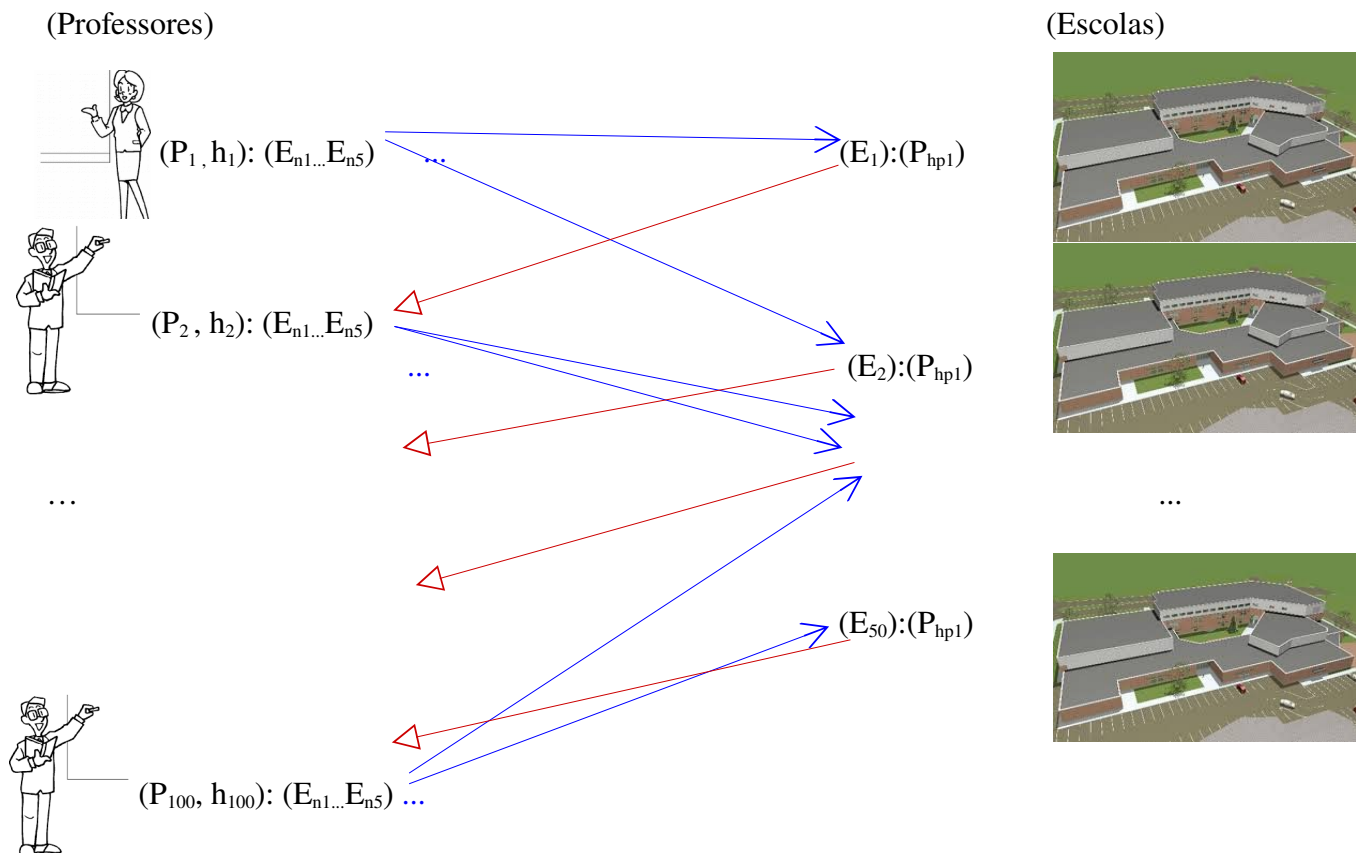 (Professores) (Escolas)
(P₁ , h₁): (Eₙ₁...Eₙ₅) ... (E₁):(Pₕₚ₁)
(P₂ , h₂): (Eₙ₁...Eₙ₅)
... (E₂):(Pₕₚ₁)
... ...
(E₅₀):(Pₕₚ₁)
(P₁₀₀, h₁₀₀): (Eₙ₁...Eₙ₅) ...